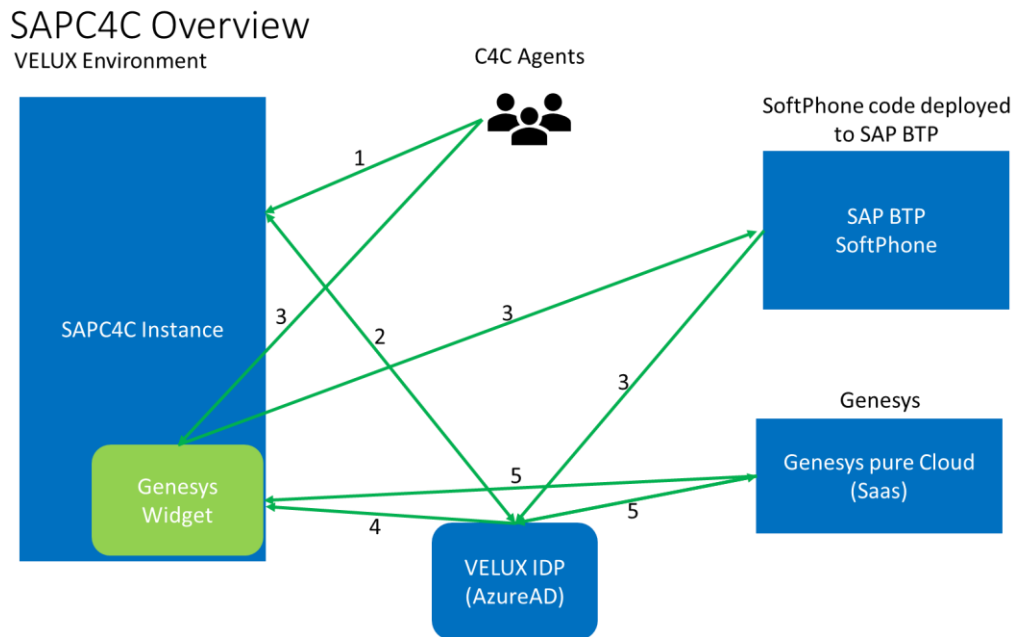 SAPC4C Overview
VELUX Environment
C4C Agents
SoftPhone code deployed
to SAP BTP
1
SAP BTP
SoftPhone
3
3
SAPC4C Instance
2
3
Genesys
Genesys pure Cloud
(Saas)
Genesys
Widget
5
5
4
VELUX IDP
(AzureAD)